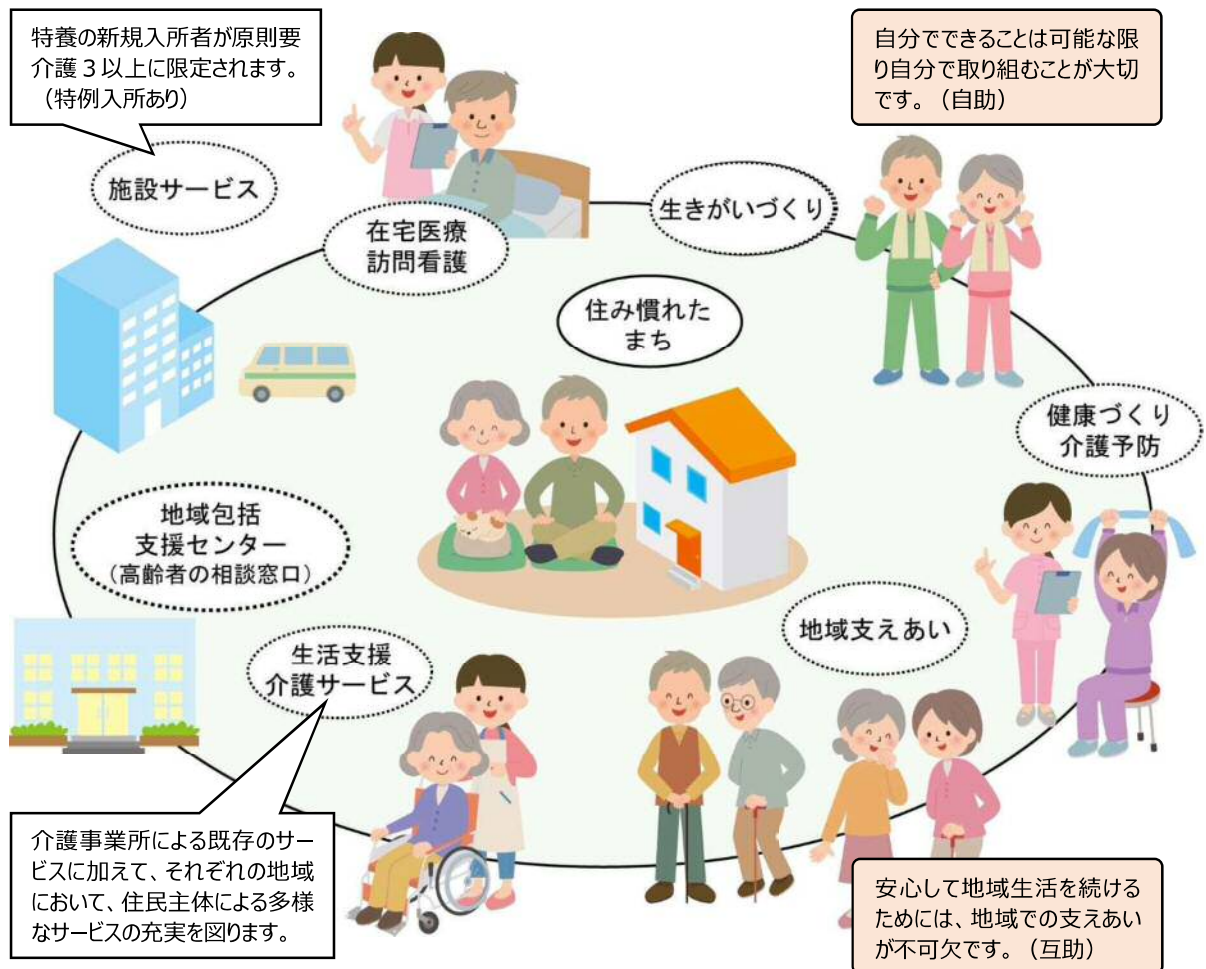 特養の新規入所者が原則要
介護３以上に限定されます。
（特例入所あり）
自分でできることは可能な限
り自分で取り組むことが大切
です。（自助）
施設サービス
在宅医療
訪問看護
生きがいづくり
住み慣れた
まち
健康づくり
介護予防
地域包括
支援センター
（高齢者の相談窓口）
地域支えあい
生活支援
介護サービス
介護事業所による既存のサー
ビスに加えて、それぞれの地域
において、住民主体による多様
なサービスの充実を図ります。
安心して地域生活を続ける
ためには、地域での支えあい
が不可欠です。（互助）